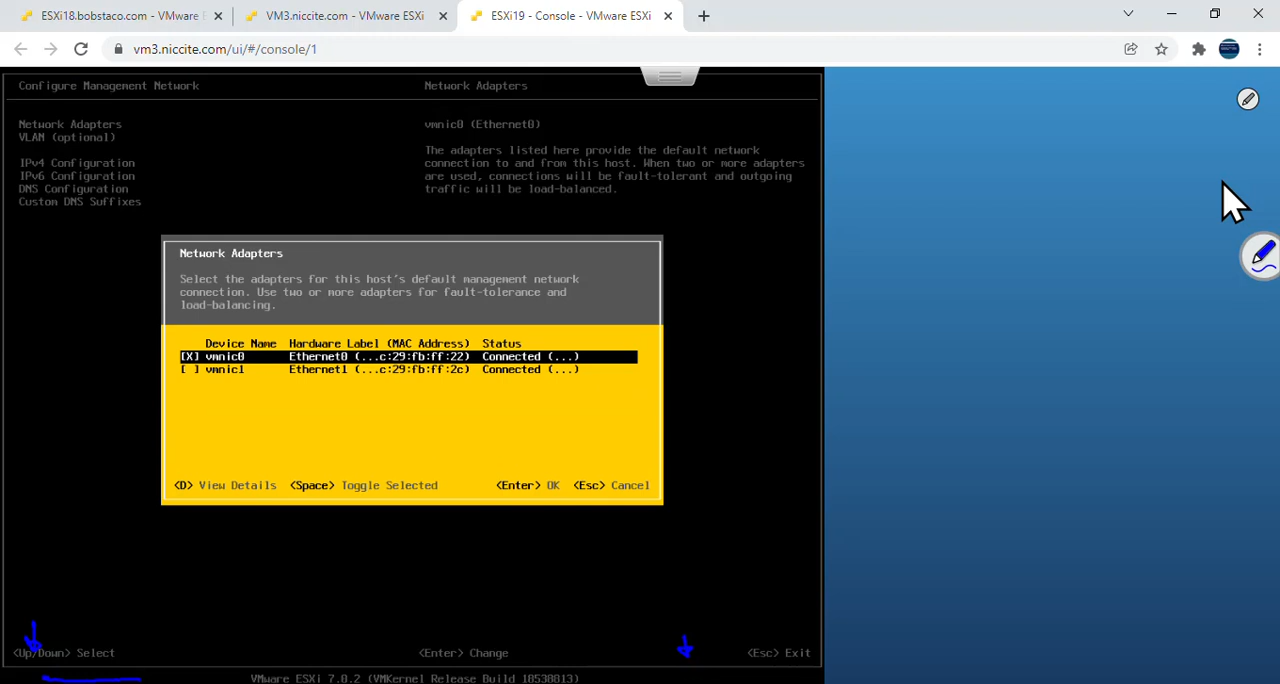 ESXi18.bobstaco.com - VMware E
VM3.niccite.com - VMware ESXi
ESXi19 - Console - VMware ESXi
vm3.niccite.com/ui/#/console/1
Configure Management Network
Network Adapters
Network Adapters
VLAN (optional)
IPv4 Configuration
IPv6 Configuration
DNS Configuration
Custom DNS Suffixes
vmnic0 (Ethernet0)
The adapters listed here provide the default network
connection to and from this host. When two or more adapters
are used, connections will be fault-tolerant and outgoing
traffic will be load-balanced.
Network Adapters
Select the adapters for this host's default management network
connection. Use two or more adapters for fault-tolerance and
load-balancing.
Device Name Hardware Label (MAC Address) Status
[X] vmnic0 Ethernet0 (...c:29:fb:ff:22) Connected (...)
[ ] vmnic1 Ethernet1 (...c:29:fb:ff:2c) Connected (...)
<D> View Details <Space> Toggle Selected <Enter> OK <Esc> Cancel
<Up/Down> Select <Enter> Change <Esc> Exit
VMware ESXi 7.0.2 (VMKernel Release Build 18538813)